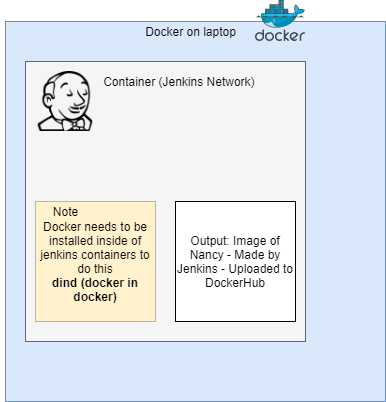 Docker on laptop
docker
Container (Jenkins Network)
Note
Docker needs to be
installed inside of
jenkins containers to
do this
dind (docker in
docker)
Output: Image of
Nancy - Made by
Jenkins - Uploaded to
DockerHub